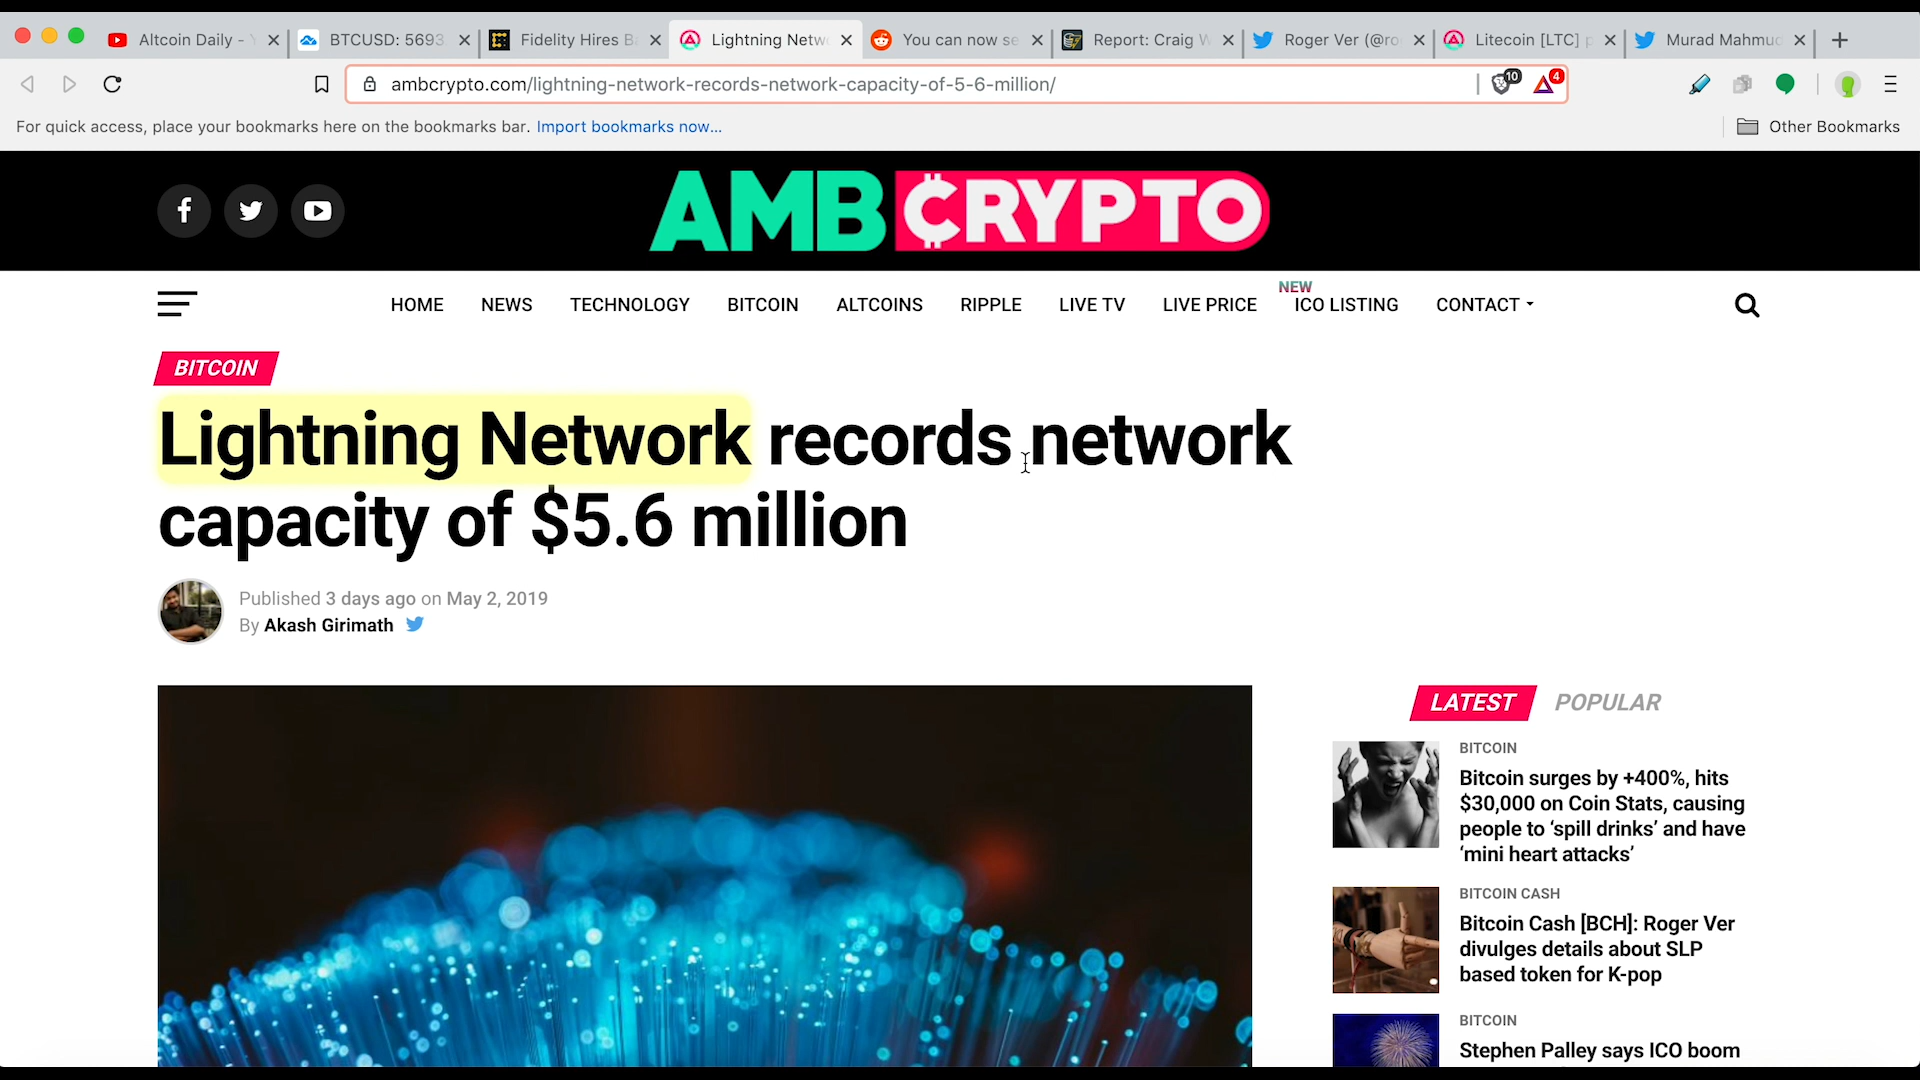 Altcoin Daily -
BTCUSD: 5693
Fidelity Hires B
Lightning Netw
You can now se
Report: Craig W
Roger Ver (@ro
Litecoin [LTC] p
Murad Mahmud
ambcrypto.com/lightning-network-records-network-capacity-of-5-6-million/
10
4
For quick access, place your bookmarks here on the bookmarks bar. Import bookmarks now...
Other Bookmarks
AMBCRYPTO
HOME NEWS TECHNOLOGY BITCOIN ALTCOINS RIPPLE LIVE TV LIVE PRICE NEW ICO LISTING CONTACT
BITCOIN
Lightning Network records network
capacity of $5.6 million
Published 3 days ago on May 2, 2019
By Akash Girimath
LATEST POPULAR
BITCOIN
Bitcoin surges by +400%, hits
$30,000 on Coin Stats, causing
people to ‘spill drinks’ and have
‘mini heart attacks’
BITCOIN CASH
Bitcoin Cash [BCH]: Roger Ver
divulges details about SLP
based token for K-pop
BITCOIN
Stephen Palley says ICO boom